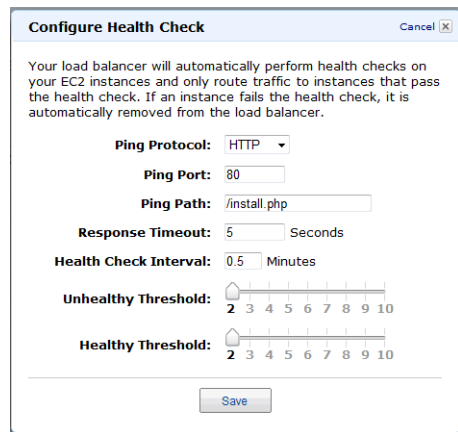 Configure Health Check Cancel
Your load balancer will automatically perform health checks on
your EC2 instances and only route traffic to instances that pass
the health check. If an instance fails the health check, it is
automatically removed from the load balancer.
Ping Protocol: HTTP
Ping Port: 80
Ping Path: /install.php
Response Timeout: 5 Seconds
Health Check Interval: 0.5 Minutes
Unhealthy Threshold: 2 3 4 5 6 7 8 9 10
Healthy Threshold: 2 3 4 5 6 7 8 9 10
Save